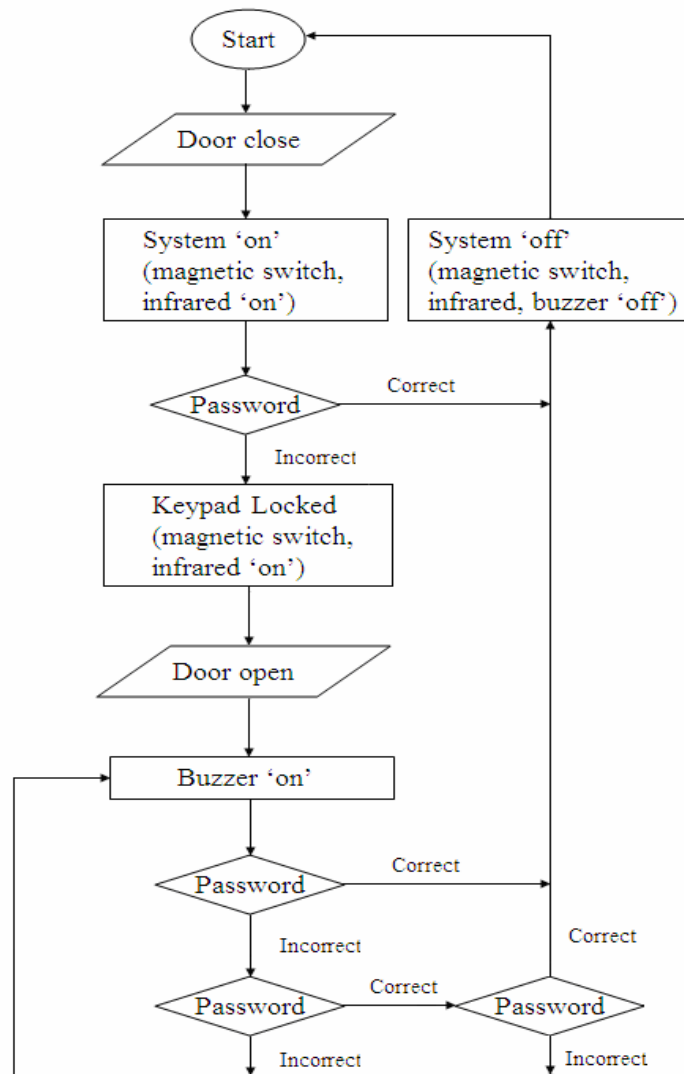 Start
Door close
System ‘on’
(magnetic switch,
infrared ‘on’)
System ‘off’
(magnetic switch,
infrared, buzzer ‘off’)
Password
Correct
Incorrect
Keypad Locked
(magnetic switch,
infrared ‘on’)
Door open
Buzzer ‘on’
Password
Correct
Incorrect
Correct
Password
Correct
Password
Incorrect
Incorrect